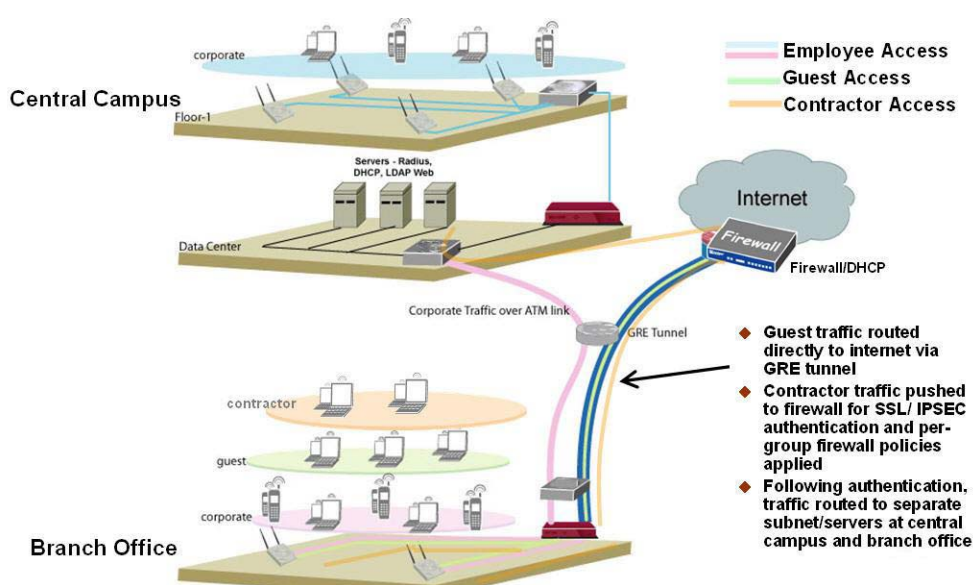 corporate
Central Campus
Floor-1
Employee Access
Guest Access
Contractor Access
Servers - Radius,
DHCP, LDAP Web
Data Center
Internet
Firewall
Firewall/DHCP
Corporate Traffic over ATM link
GRE Tunnel
◆ Guest traffic routed
directly to internet via
GRE tunnel
◆ Contractor traffic pushed
to firewall for SSL/ IPSEC
authentication and per-
group firewall policies
applied
◆ Following authentication,
traffic routed to separate
subnet/servers at central
campus and branch office
contractor
guest
corporate
Branch Office